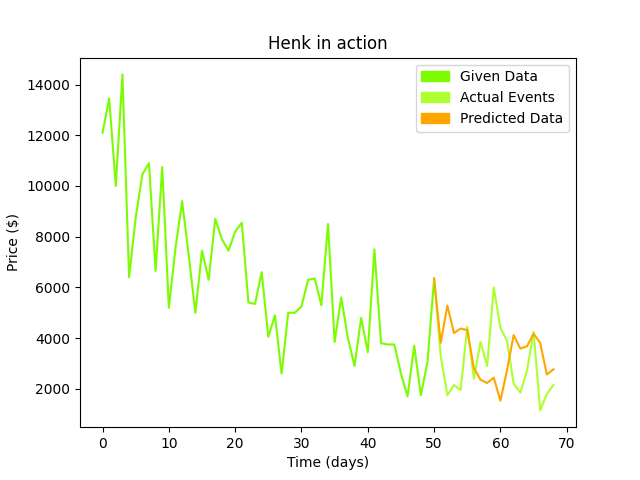 Henk in action
Given Data
Actual Events
Predicted Data
Price ($)
14000
12000
10000
8000
6000
4000
2000
0 10 20 30 40 50 60 70
Time (days)